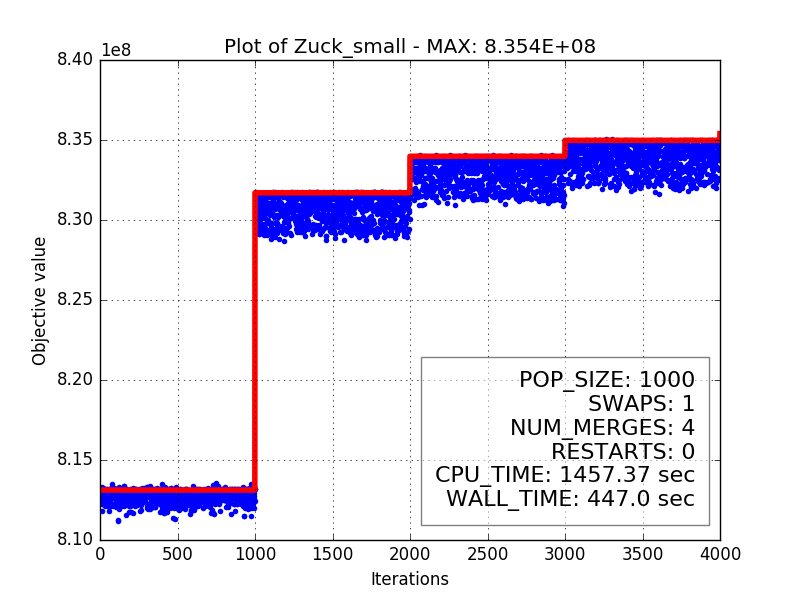 Plot of Zuck_small - MAX: 8.354E+08
1e8
8.40
8.35
8.30
8.25
8.20
8.15
8.10
Objective value
POP_SIZE: 1000
SWAPS: 1
NUM_MERGES: 4
RESTARTS: 0
CPU_TIME: 1457.37 sec
WALL_TIME: 447.0 sec
0 500 1000 1500 2000 2500 3000 3500 4000
Iterations